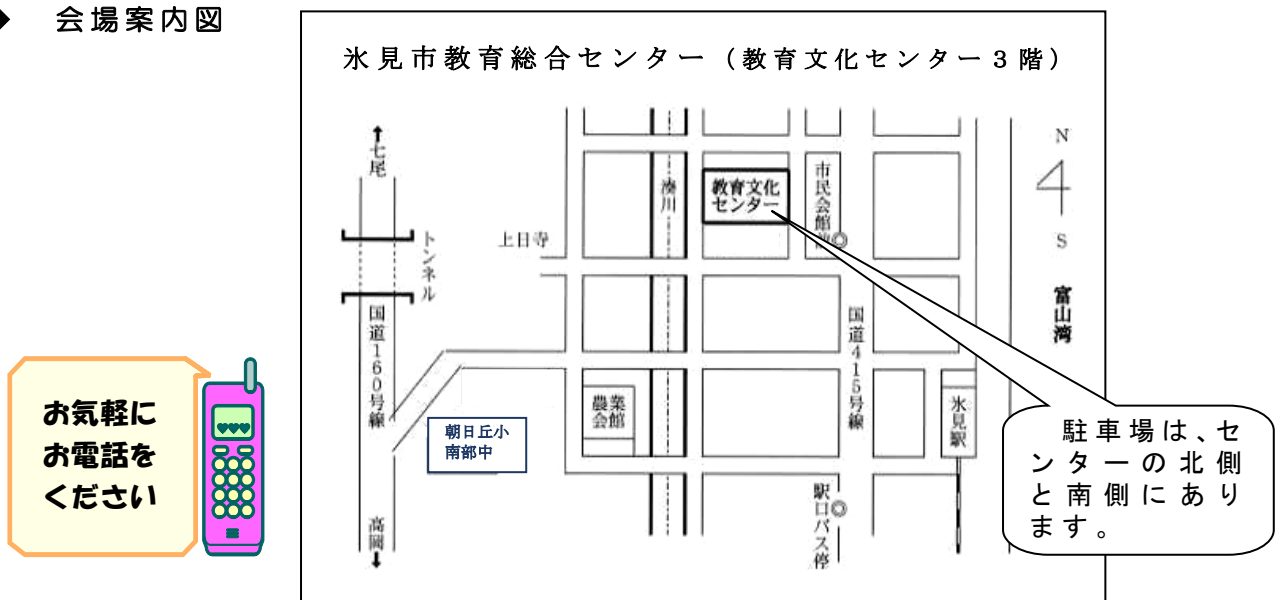 ◆ 会場案内図
氷見市教育総合センター（教育文化センター３階）
七尾
トンネル
国道160号線
高岡
上日寺
湊川
教育文化
センター
市民会館前
N
S
富山湾
国道415号線
農業
会館
朝日丘小
南部中
氷見駅
駅口バス停
お気軽に
お電話を
ください
駐車場は、セ
ンターの北側
と南側にあり
ます。